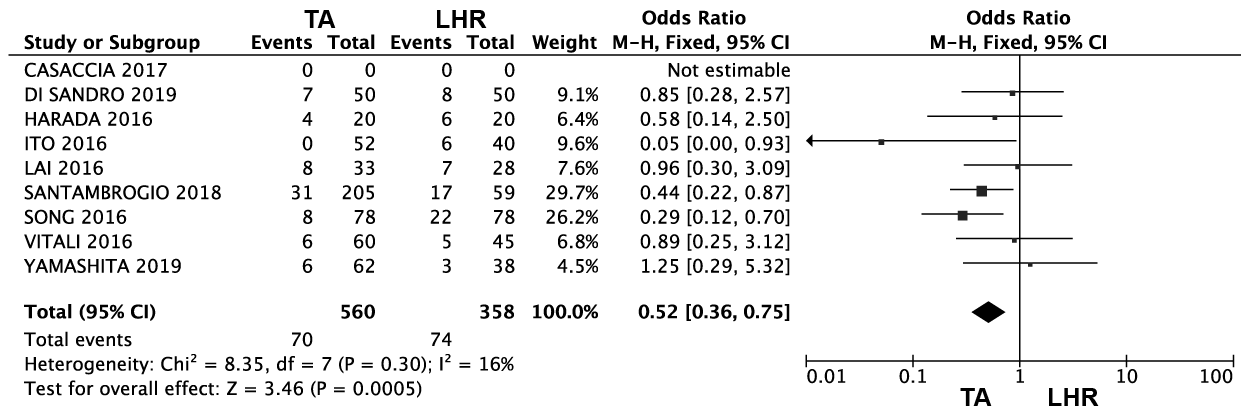 TA LHR Odds Ratio Odds Ratio
Study or Subgroup Events Total Events Total Weight M-H, Fixed, 95% CI M-H, Fixed, 95% CI
CASACCIA 2017 0 0 0 0 Not estimable
DI SANDRO 2019 7 50 8 50 9.1% 0.85 [0.28, 2.57]
HARADA 2016 4 20 6 20 6.4% 0.58 [0.14, 2.50]
ITO 2016 0 52 6 40 9.6% 0.05 [0.00, 0.93]
LAI 2016 8 33 7 28 7.6% 0.96 [0.30, 3.09]
SANTAMBROGIO 2018 31 205 17 59 29.7% 0.44 [0.22, 0.87]
SONG 2016 8 78 22 78 26.2% 0.29 [0.12, 0.70]
VITALI 2016 6 60 5 45 6.8% 0.89 [0.25, 3.12]
YAMASHITA 2019 6 62 3 38 4.5% 1.25 [0.29, 5.32]
Total (95% CI) 560 358 100.0% 0.52 [0.36, 0.75]
Total events 70 74
Heterogeneity: Chi² = 8.35, df = 7 (P = 0.30); I² = 16%
Test for overall effect: Z = 3.46 (P = 0.0005)
0.01 0.1 1 10 100
TA LHR